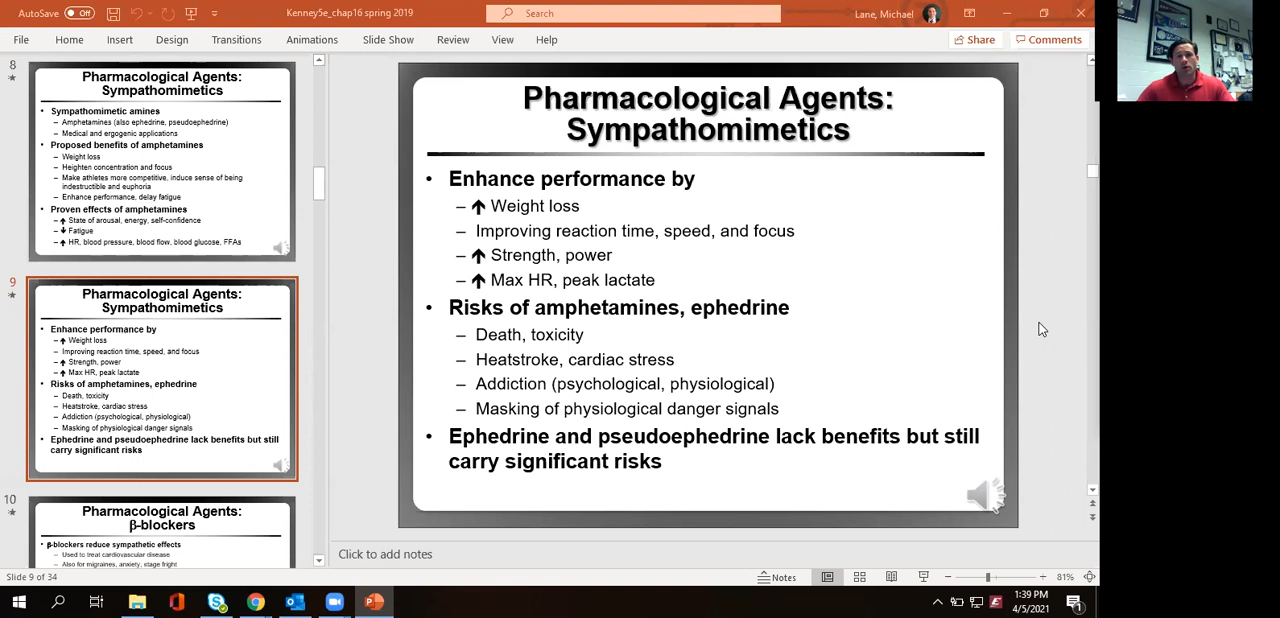 AutoSave Off
Kenney5e_chap16 spring 2019
Search
Lane, Michael
File Home Insert Design Transitions Animations Slide Show Review View Help
Share Comments
8
Pharmacological Agents:
Sympathomimetics
• Sympathomimetic amines
– Amphetamines (also ephedrine, pseudoephedrine)
– Medical and ergogenic applications
• Proposed benefits of amphetamines
– Weight loss
– Heighten concentration and focus
– Make athletes more competitive, induce sense of being
indestructible and euphoria
– Enhance performance, delay fatigue
• Proven effects of amphetamines
– ↑ State of arousal, energy, self-confidence
– ↓ Fatigue
– ↑ HR, blood pressure, blood flow, blood glucose, FFAs
9
Pharmacological Agents:
Sympathomimetics
• Enhance performance by
– ↑ Weight loss
– Improving reaction time, speed, and focus
– ↑ Strength, power
– ↑ Max HR, peak lactate
• Risks of amphetamines, ephedrine
– Death, toxicity
– Heatstroke, cardiac stress
– Addiction (psychological, physiological)
– Masking of physiological danger signals
• Ephedrine and pseudoephedrine lack benefits but still
carry significant risks
10
Pharmacological Agents:
β-blockers
• β-blockers reduce sympathetic effects
– Used to treat cardiovascular disease
– Also for migraines, anxiety, stage fright
Pharmacological Agents:
Sympathomimetics
• Enhance performance by
– ↑ Weight loss
– Improving reaction time, speed, and focus
– ↑ Strength, power
– ↑ Max HR, peak lactate
• Risks of amphetamines, ephedrine
– Death, toxicity
– Heatstroke, cardiac stress
– Addiction (psychological, physiological)
– Masking of physiological danger signals
• Ephedrine and pseudoephedrine lack benefits but still
carry significant risks
Click to add notes
Slide 9 of 34
Notes
81%
1:39 PM
4/5/2021
1